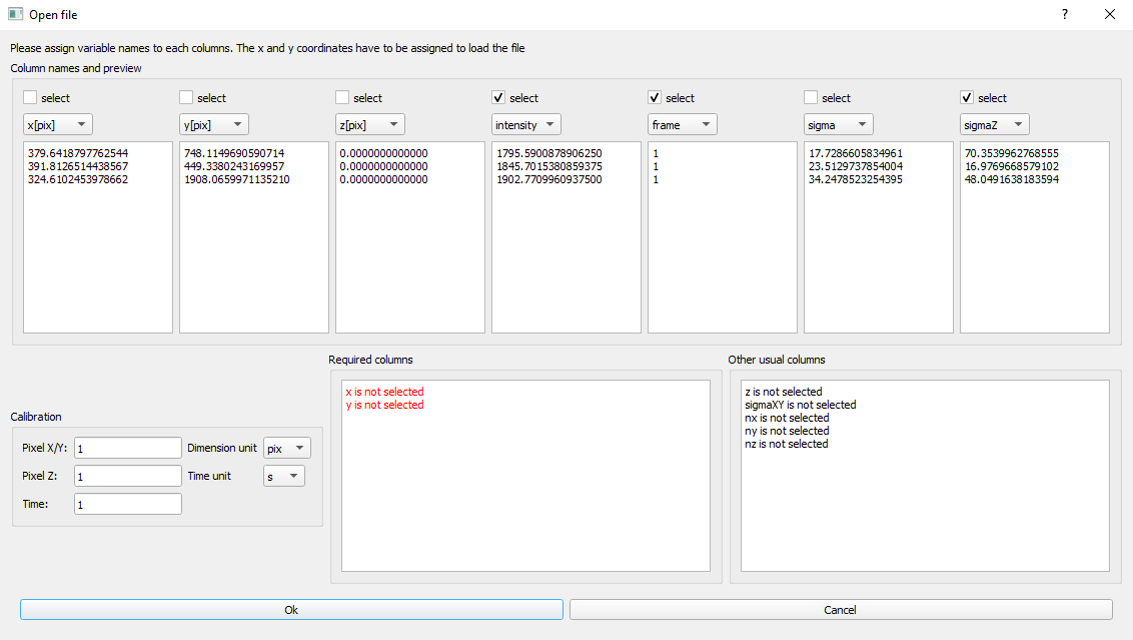 Open file
?
Please assign variable names to each columns. The x and y coordinates have to be assigned to load the file
Column names and preview
select select select select select select select
x[pix] y[pix] z[pix] intensity frame sigma sigmaZ
379.6418797762544 748.1149690590714 0.0000000000000 1795.5900878906250 1 17.7286605834961 70.3539962768555
391.8126514438567 449.3380243169957 0.0000000000000 1845.7015380859375 1 23.5129737854004 16.9769668579102
324.6102453978662 1908.0659971135210 0.0000000000000 1902.7709960937500 1 34.2478523254395 48.0491638183594
Calibration
Pixel X/Y: 1 Dimension unit pix
Pixel Z: 1 Time unit s
Time: 1
Required columns
x is not selected
y is not selected
Other usual columns
z is not selected
sigmaXY is not selected
nx is not selected
ny is not selected
nz is not selected
Ok Cancel